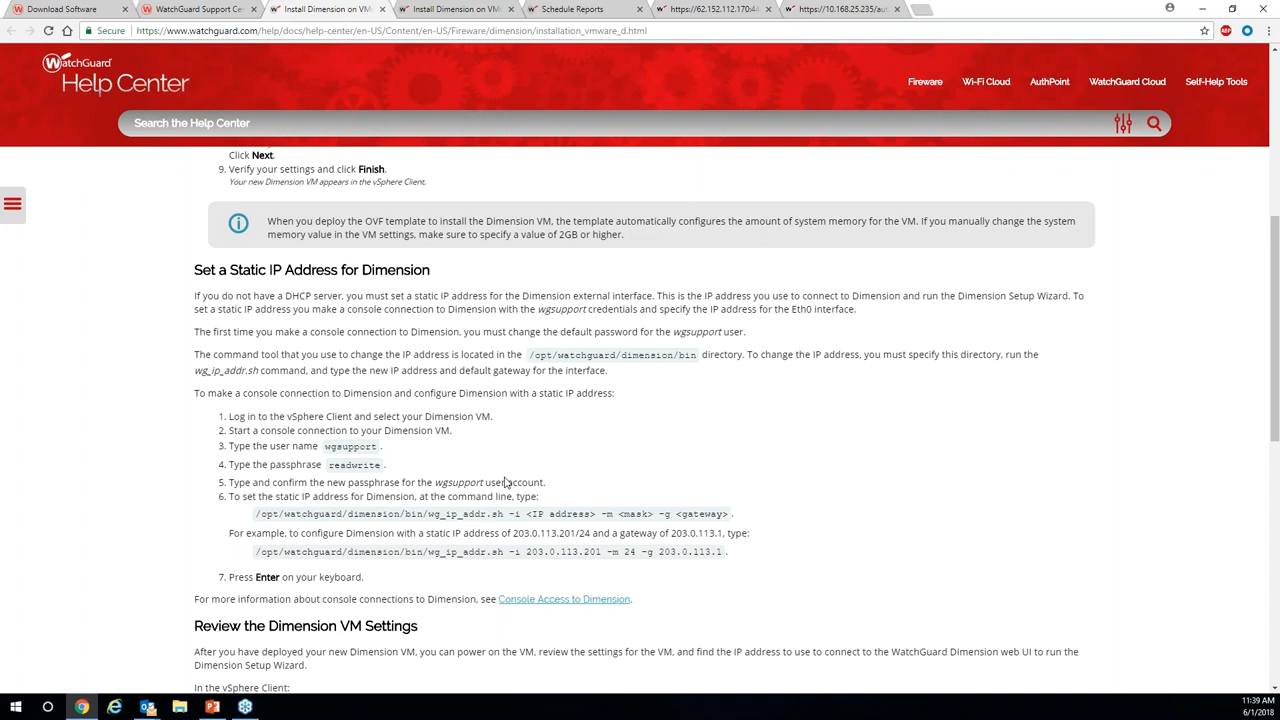 Download Software
WatchGuard Support Ce
Install Dimension on VM
Install Dimension on VM
Schedule Reports
https://62.152.112.170:44
https://10.168.25.235/aut
Secure
https://www.watchguard.com/help/docs/help-center/en-US/Content/en-US/Fireware/dimension/installation_vmware_d.html
ABP
WatchGuard
Help Center
Fireware
Wi-Fi Cloud
AuthPoint
WatchGuard Cloud
Self-Help Tools
Search the Help Center
Click Next.
9. Verify your settings and click Finish.
Your new Dimension VM appears in the vSphere Client.
When you deploy the OVF template to install the Dimension VM, the template automatically configures the amount of system memory for the VM. If you manually change the system
memory value in the VM settings, make sure to specify a value of 2GB or higher.
Set a Static IP Address for Dimension
If you do not have a DHCP server, you must set a static IP address for the Dimension external interface. This is the IP address you use to connect to Dimension and run the Dimension Setup Wizard. To
set a static IP address you make a console connection to Dimension with the wgsupport credentials and specify the IP address for the Eth0 interface.
The first time you make a console connection to Dimension, you must change the default password for the wgsupport user.
The command tool that you use to change the IP address is located in the /opt/watchguard/dimension/bin directory. To change the IP address, you must specify this directory, run the
wg_ip_addr.sh command, and type the new IP address and default gateway for the interface.
To make a console connection to Dimension and configure Dimension with a static IP address:
1. Log in to the vSphere Client and select your Dimension VM.
2. Start a console connection to your Dimension VM.
3. Type the user name wgsupport.
4. Type the passphrase readwrite.
5. Type and confirm the new passphrase for the wgsupport user account.
6. To set the static IP address for Dimension, at the command line, type:
/opt/watchguard/dimension/bin/wg_ip_addr.sh -i <IP address> -m <mask> -g <gateway>.
For example, to configure Dimension with a static IP address of 203.0.113.201/24 and a gateway of 203.0.113.1, type:
/opt/watchguard/dimension/bin/wg_ip_addr.sh -i 203.0.113.201 -m 24 -g 203.0.113.1.
7. Press Enter on your keyboard.
For more information about console connections to Dimension, see Console Access to Dimension.
Review the Dimension VM Settings
After you have deployed your new Dimension VM, you can power on the VM, review the settings for the VM, and find the IP address to use to connect to the WatchGuard Dimension web UI to run the
Dimension Setup Wizard.
In the vSphere Client:
11:39 AM
6/1/2018